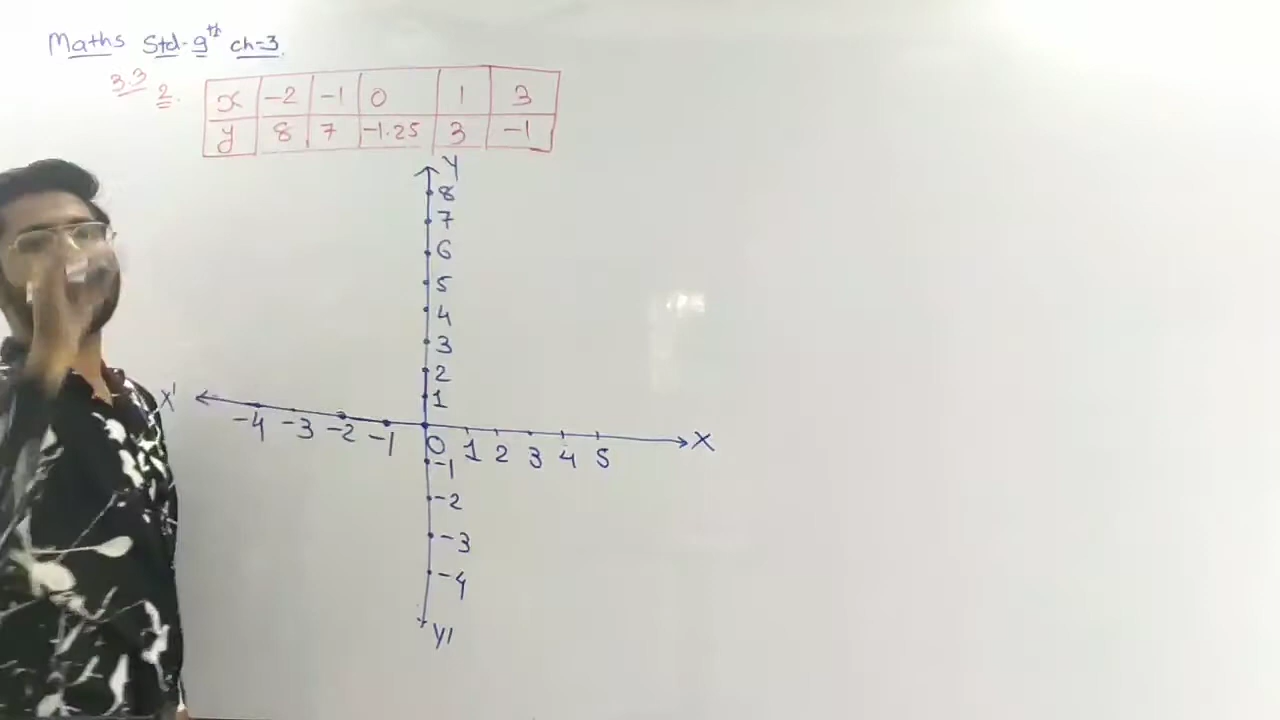 Maths Std-9th ch-3.
3.3 2.
x -2 -1 0 1 3
y 8 7 -1.25 3 -1
Y
8
7
6
5
4
3
2
1
X'
-4 -3 -2 -1 0 1 2 3 4 5
X
-1
-2
-3
-4
Y'